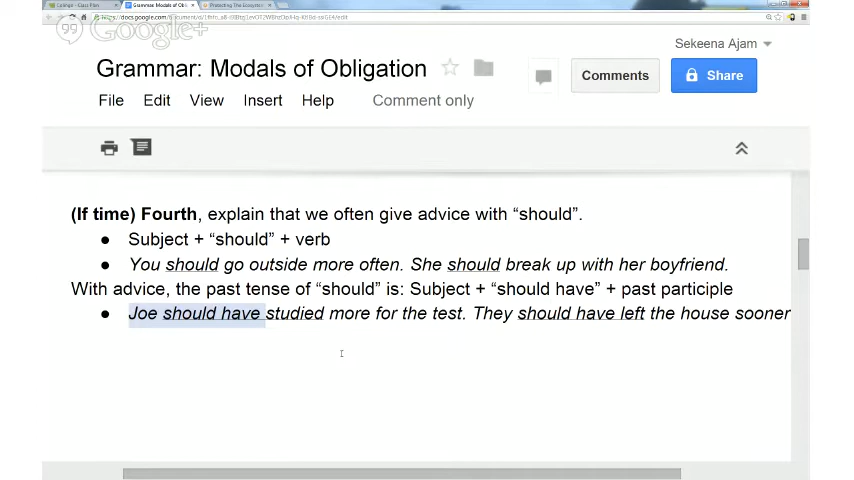 Google+
Sekeena Ajam
Grammar: Modals of Obligation
Comments
Share
File Edit View Insert Help Comment only
(If time) Fourth, explain that we often give advice with “should”.
● Subject + “should” + verb
● You should go outside more often. She should break up with her boyfriend.
With advice, the past tense of “should” is: Subject + “should have” + past participle
● Joe should have studied more for the test. They should have left the house sooner